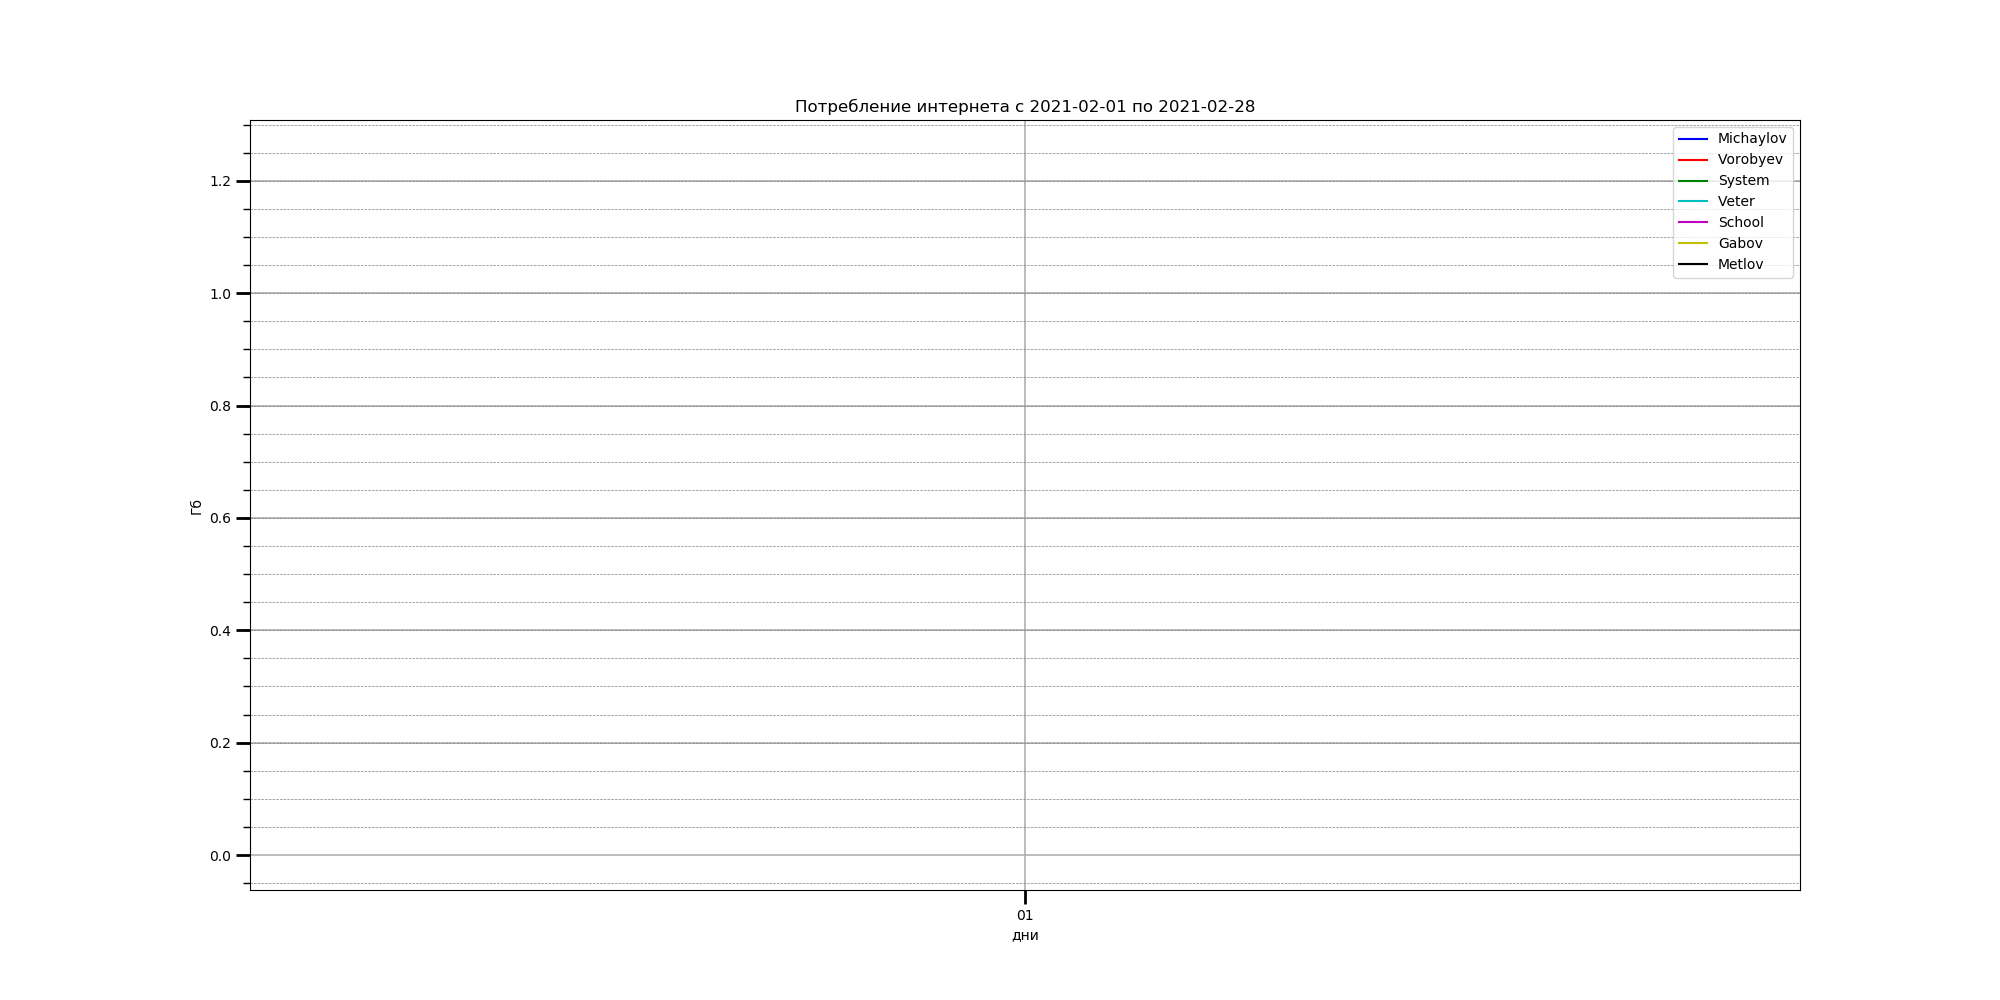 Потребление интернета с 2021-02-01 по 2021-02-28
Michaylov
Vorobyev
System
Veter
School
Gabov
Metlov
1.2
1.0
0.8
0.6
0.4
0.2
0.0
Гб
01
дни